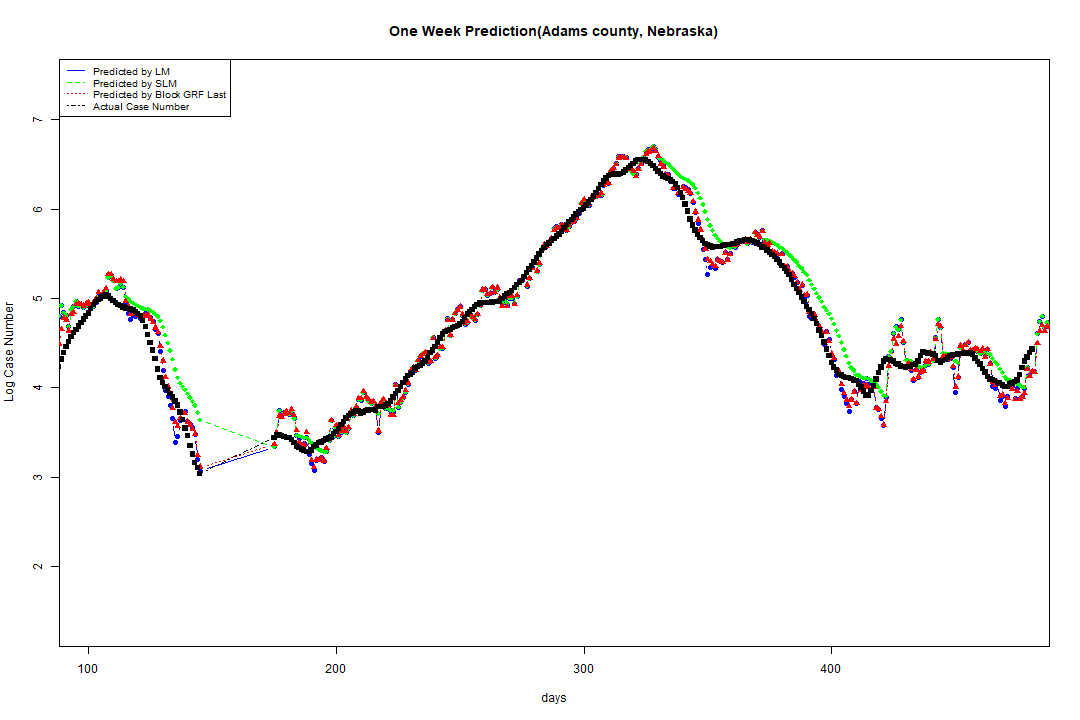 One Week Prediction(Adams county, Nebraska)
Predicted by LM
Predicted by SLM
Predicted by Block GRF Last
Actual Case Number
7
6
5
4
3
2
Log Case Number
100 200 300 400
days